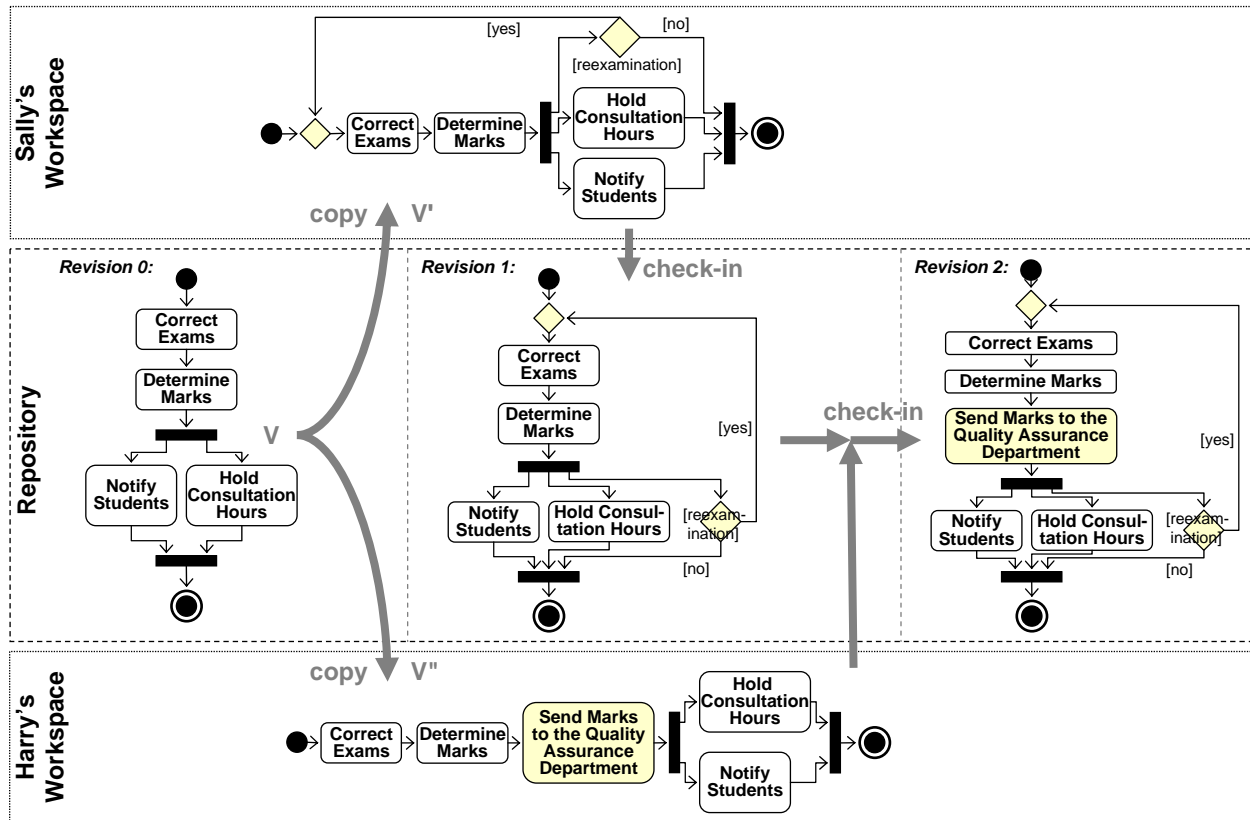 Sally's
Workspace
[yes]
[no]
[reexamination]
Correct
Exams
Determine
Marks
Hold
Consultation
Hours
Notify
Students
copy V'
check-in
Repository
Revision 0:
Correct
Exams
Determine
Marks
Notify
Students
Hold
Consultation
Hours
V
Revision 1:
Correct
Exams
Determine
Marks
[yes]
Notify
Students
Hold Consul-
tation Hours
[reexam-
ination]
[no]
check-in
Revision 2:
Correct Exams
Determine Marks
Send Marks to the
Quality Assurance
Department
[yes]
Notify
Students
Hold Consul-
tation Hours
[reexam-
ination]
[no]
Harry's
Workspace
copy V"
Correct
Exams
Determine
Marks
Send Marks
to the Quality
Assurance
Department
Hold
Consultation
Hours
Notify
Students